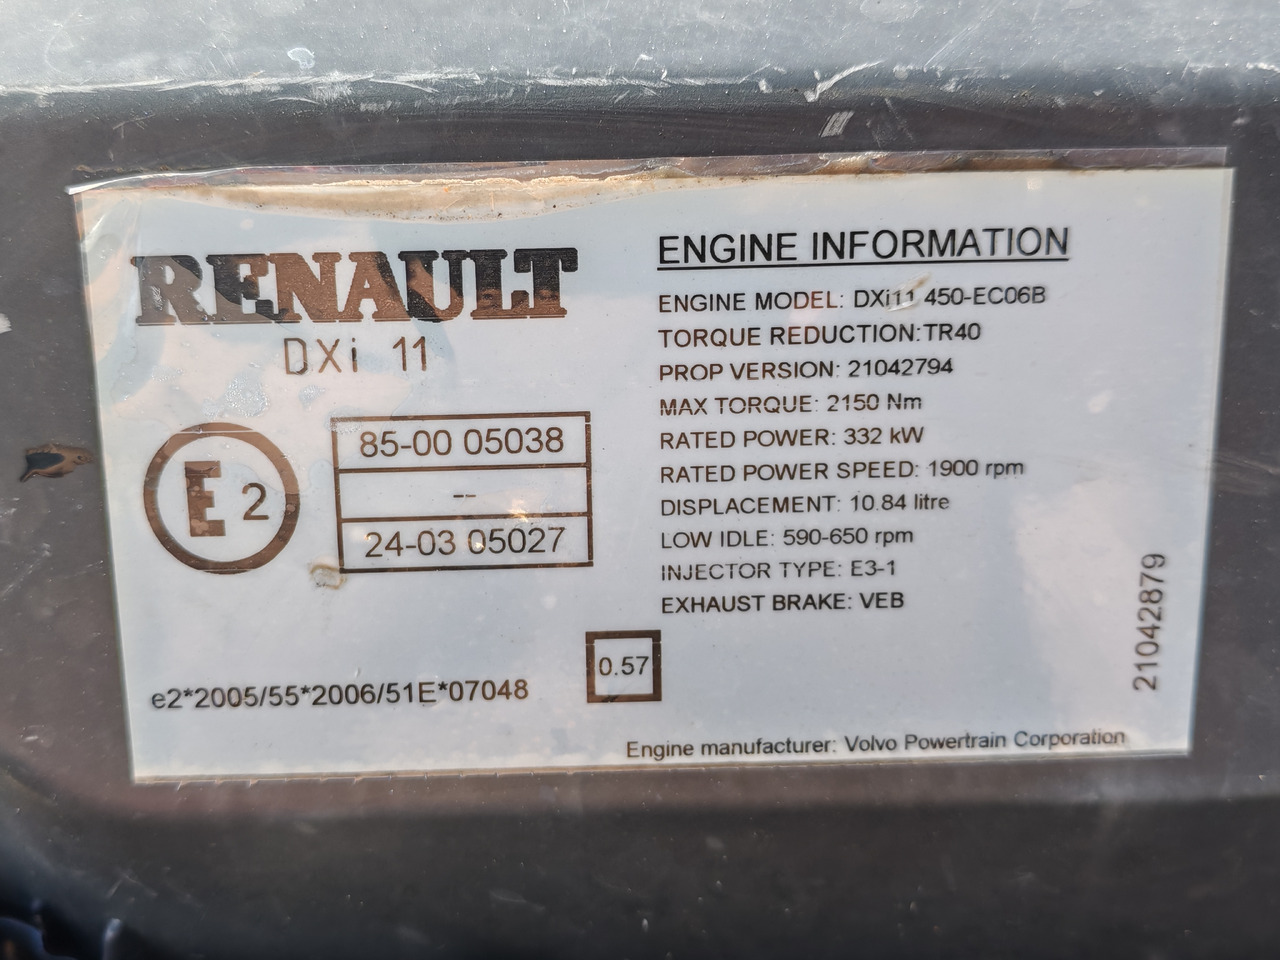 RENAULT
DXi 11
E 2
85-00 05038
--
24-03 05027
0.57
e2*2005/55*2006/51E*07048
ENGINE INFORMATION
ENGINE MODEL: DXi11 450-EC06B
TORQUE REDUCTION:TR40
PROP VERSION: 21042794
MAX TORQUE: 2150 Nm
RATED POWER: 332 kW
RATED POWER SPEED: 1900 rpm
DISPLACEMENT: 10.84 litre
LOW IDLE: 590-650 rpm
INJECTOR TYPE: E3-1
EXHAUST BRAKE: VEB
21042879
Engine manufacturer: Volvo Powertrain Corporation